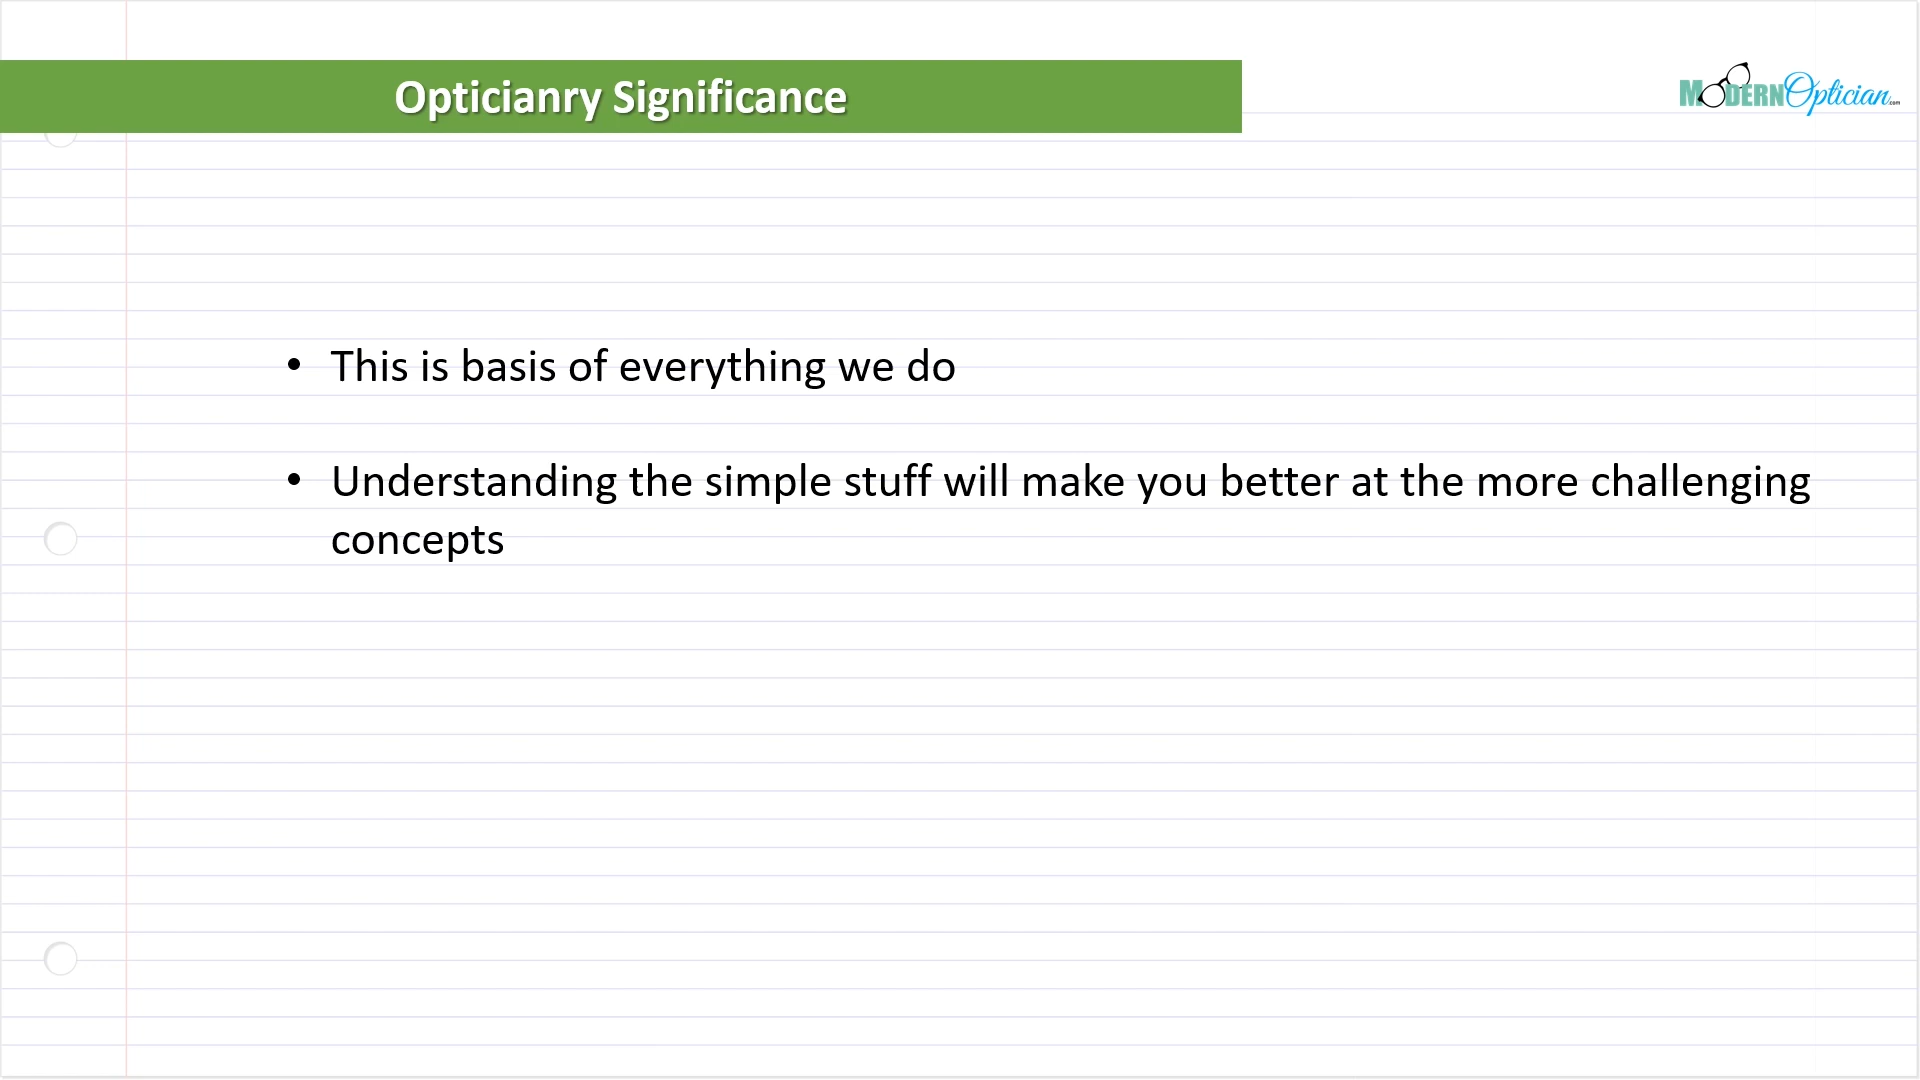 Opticianry Significance
MODERNOptician.com
• This is basis of everything we do
• Understanding the simple stuff will make you better at the more challenging
concepts